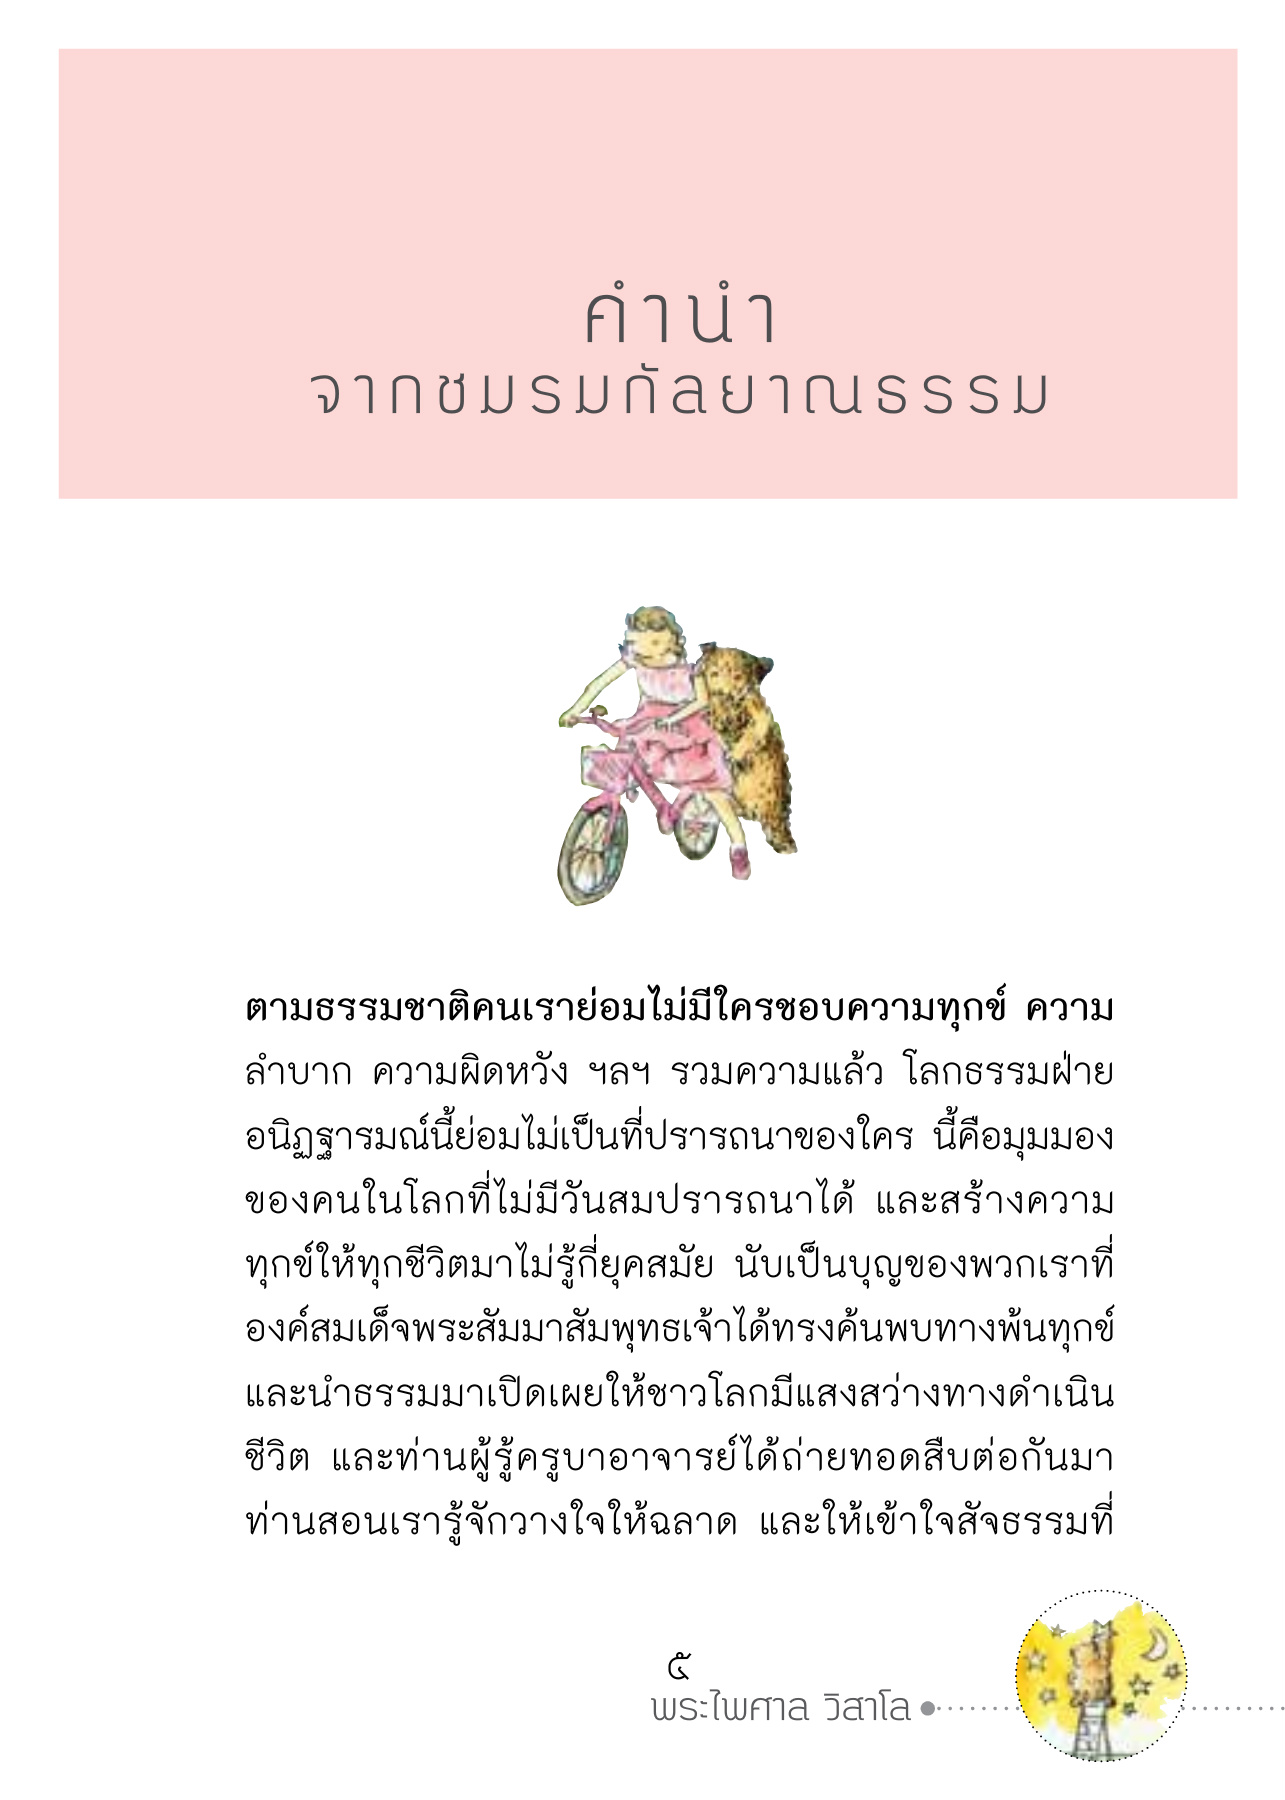 คำนำ
จากชมรมกัลยาณธรรม
ตามธรรมชาติคนเราย่อมไม่มีใครชอบความทุกข์ ความ
ลำบาก ความผิดหวัง ฯลฯ รวมความแล้ว โลกธรรมฝ่าย
อนิฏฐารมณ์นี้ย่อมไม่เป็นที่ปรารถนาของใคร นี้คือมุมมอง
ของคนในโลกที่ไม่มีวันสมปรารถนาได้ และสร้างความ
ทุกข์ให้ทุกชีวิตมาไม่รู้กี่ยุคสมัย นับเป็นบุญของพวกเราที่
องค์สมเด็จพระสัมมาสัมพุทธเจ้าได้ทรงค้นพบทางพ้นทุกข์
และนำธรรมมาเปิดเผยให้ชาวโลกมีแสงสว่างทางดำเนิน
ชีวิต และท่านผู้รู้ครูบาอาจารย์ได้ถ่ายทอดสืบต่อกันมา
ท่านสอนเรารู้จักวางใจให้ฉลาด และให้เข้าใจสัจธรรมที่
๕
พระไพศาล วิสาโล